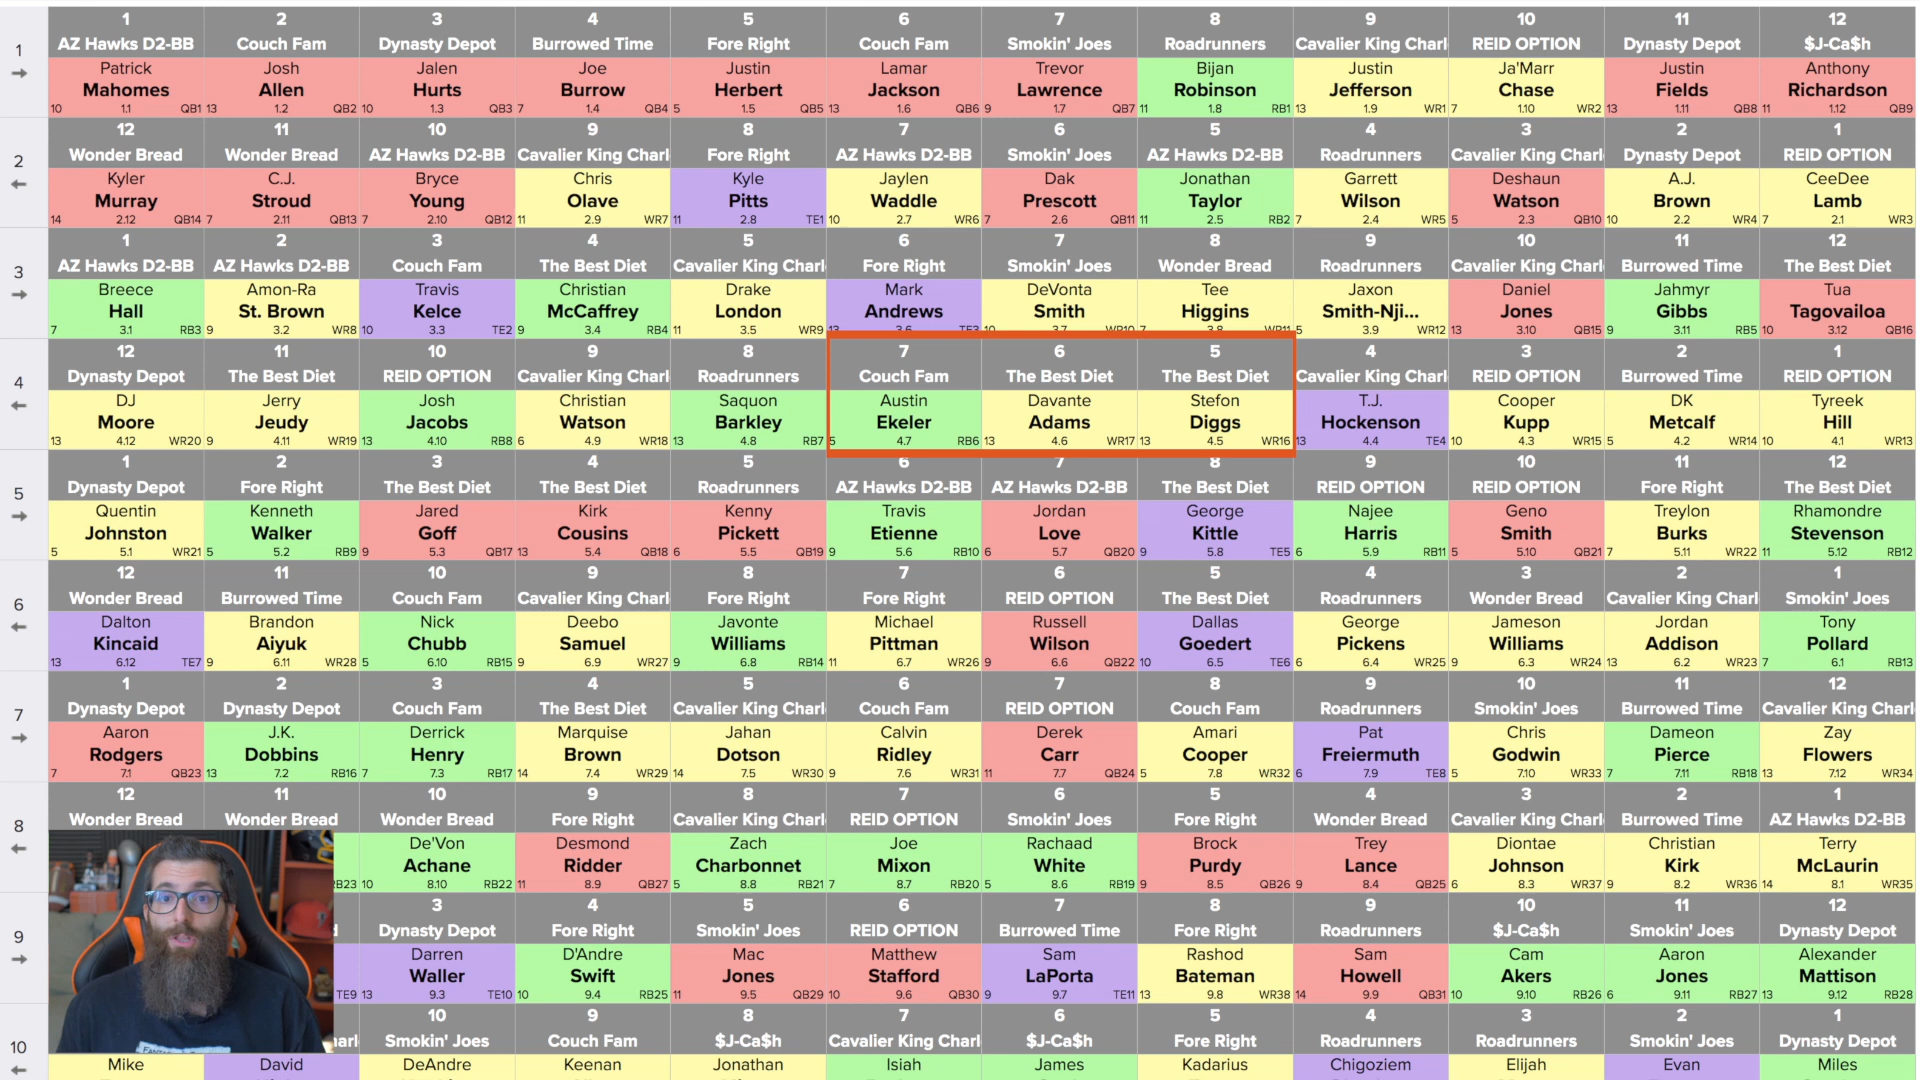 1 2 3 4 5 6 7 8 9 10 11 12
AZ Hawks D2-BB Couch Fam Dynasty Depot Burrowed Time Fore Right Couch Fam Smokin' Joes Roadrunners Cavalier King Charl REID OPTION Dynasty Depot $J-Ca$h
1 Patrick Josh Jalen Joe Justin Lamar Trevor Bijan Justin Ja'Marr Justin Anthony
Mahomes Allen Hurts Burrow Herbert Jackson Lawrence Robinson Jefferson Chase Fields Richardson
10 1.1 QB1 13 1.2 QB2 10 1.3 QB3 7 1.4 QB4 5 1.5 QB5 13 1.6 QB6 9 1.7 QB7 11 1.8 RB1 13 1.9 WR1 7 1.10 WR2 13 1.11 QB8 11 1.12 QB9
12 11 10 9 8 7 6 5 4 3 2 1
Wonder Bread Wonder Bread AZ Hawks D2-BB Cavalier King Charl Fore Right AZ Hawks D2-BB Smokin' Joes AZ Hawks D2-BB Roadrunners Cavalier King Charl Dynasty Depot REID OPTION
2 Kyler C.J. Bryce Chris Kyle Jaylen Dak Jonathan Garrett Deshaun A.J. CeeDee
Murray Stroud Young Olave Pitts Waddle Prescott Taylor Wilson Watson Brown Lamb
14 2.12 QB14 7 2.11 QB13 7 2.10 QB12 11 2.9 WR7 11 2.8 TE1 10 2.7 WR6 7 2.6 QB11 11 2.5 RB2 7 2.4 WR5 5 2.3 QB10 10 2.2 WR4 7 2.1 WR3
1 2 3 4 5 6 7 8 9 10 11 12
AZ Hawks D2-BB AZ Hawks D2-BB Couch Fam The Best Diet Cavalier King Charl Fore Right Smokin' Joes Wonder Bread Roadrunners Cavalier King Charl Burrowed Time The Best Diet
3 Breece Amon-Ra Travis Christian Drake Mark DeVonta Tee Jaxon Daniel Jahmyr Tua
Hall St. Brown Kelce McCaffrey London Andrews Smith Higgins Smith-Nji... Jones Gibbs Tagovailoa
7 3.1 RB3 9 3.2 WR8 10 3.3 TE2 9 3.4 RB4 11 3.5 WR9 13 3.6 TE3 10 3.7 WR10 7 3.8 WR11 5 3.9 WR12 13 3.10 QB15 9 3.11 RB5 10 3.12 QB16
12 11 10 9 8 7 6 5 4 3 2 1
Dynasty Depot The Best Diet REID OPTION Cavalier King Charl Roadrunners Couch Fam The Best Diet The Best Diet Cavalier King Charl REID OPTION Burrowed Time REID OPTION
4 DJ Jerry Josh Christian Saquon Austin Davante Stefon T.J. Cooper DK Tyreek
Moore Jeudy Jacobs Watson Barkley Ekeler Adams Diggs Hockenson Kupp Metcalf Hill
13 4.12 WR20 9 4.11 WR19 13 4.10 RB8 6 4.9 WR18 13 4.8 RB7 5 4.7 RB6 13 4.6 WR17 13 4.5 WR16 13 4.4 TE4 10 4.3 WR15 5 4.2 WR14 10 4.1 WR13
1 2 3 4 5 6 7 8 9 10 11 12
Dynasty Depot Fore Right The Best Diet The Best Diet Roadrunners AZ Hawks D2-BB AZ Hawks D2-BB The Best Diet REID OPTION REID OPTION Fore Right The Best Diet
5 Quentin Kenneth Jared Kirk Kenny Travis Jordan George Najee Geno Treylon Rhamondre
Johnston Walker Goff Cousins Pickett Etienne Love Kittle Harris Smith Burks Stevenson
5 5.1 WR21 5 5.2 RB9 9 5.3 QB17 13 5.4 QB18 6 5.5 QB19 9 5.6 RB10 6 5.7 QB20 9 5.8 TE5 6 5.9 RB11 5 5.10 QB21 7 5.11 WR22 11 5.12 RB12
12 11 10 9 8 7 6 5 4 3 2 1
Wonder Bread Burrowed Time Couch Fam Cavalier King Charl Fore Right Fore Right REID OPTION The Best Diet Roadrunners Wonder Bread Cavalier King Charl Smokin' Joes
6 Dalton Brandon Nick Deebo Javonte Michael Russell Dallas George Jameson Jordan Tony
Kincaid Aiyuk Chubb Samuel Williams Pittman Wilson Goedert Pickens Williams Addison Pollard
13 6.12 TE7 9 6.11 WR28 5 6.10 RB15 9 6.9 WR27 9 6.8 RB14 11 6.7 WR26 9 6.6 QB22 10 6.5 TE6 6 6.4 WR25 9 6.3 WR24 13 6.2 WR23 7 6.1 RB13
1 2 3 4 5 6 7 8 9 10 11 12
Dynasty Depot Dynasty Depot Couch Fam The Best Diet Cavalier King Charl Couch Fam REID OPTION Couch Fam Roadrunners Smokin' Joes Burrowed Time Cavalier King Charl
7 Aaron J.K. Derrick Marquise Jahan Calvin Derek Amari Pat Chris Dameon Zay
Rodgers Dobbins Henry Brown Dotson Ridley Carr Cooper Freiermuth Godwin Pierce Flowers
7 7.1 QB23 13 7.2 RB16 7 7.3 RB17 14 7.4 WR29 14 7.5 WR30 9 7.6 WR31 11 7.7 QB24 5 7.8 WR32 6 7.9 TE8 5 7.10 WR33 7 7.11 RB18 13 7.12 WR34
12 11 10 9 8 7 6 5 4 3 2 1
Wonder Bread Wonder Bread Wonder Bread Fore Right Cavalier King Charl REID OPTION Smokin' Joes Fore Right Wonder Bread Cavalier King Charl Burrowed Time AZ Hawks D2-BB
8 De'Von Desmond Zach Joe Rachaad Brock Trey Diontae Christian Terry
Achane Ridder Charbonnet Mixon White Purdy Lance Johnson Kirk McLaurin
RB23 10 8.10 RB22 11 8.9 QB27 5 8.8 RB21 7 8.7 RB20 5 8.6 RB19 9 8.5 QB26 9 8.4 QB25 6 8.3 WR37 9 8.2 WR36 14 8.1 WR35
3 4 5 6 7 8 9 10 11 12
Dynasty Depot Fore Right Smokin' Joes REID OPTION Burrowed Time Fore Right Roadrunners $J-Ca$h Smokin' Joes Dynasty Depot
9 Darren D'Andre Mac Matthew Sam Rashod Sam Cam Aaron Alexander
Waller Swift Jones Stafford LaPorta Bateman Howell Akers Jones Mattison
TE9 13 9.3 TE10 10 9.4 RB25 11 9.5 QB29 10 9.6 QB30 9 9.7 TE11 13 9.8 WR38 14 9.9 QB31 10 9.10 RB26 6 9.11 RB27 13 9.12 RB28
10 9 8 7 6 5 4 3 2 1
harl Smokin' Joes Couch Fam $J-Ca$h Cavalier King Charl $J-Ca$h Fore Right Roadrunners Roadrunners Smokin' Joes Dynasty Depot
10 Mike David DeAndre Keenan Jonathan Isiah James Kadarius Chigoziem Elijah Evan Miles